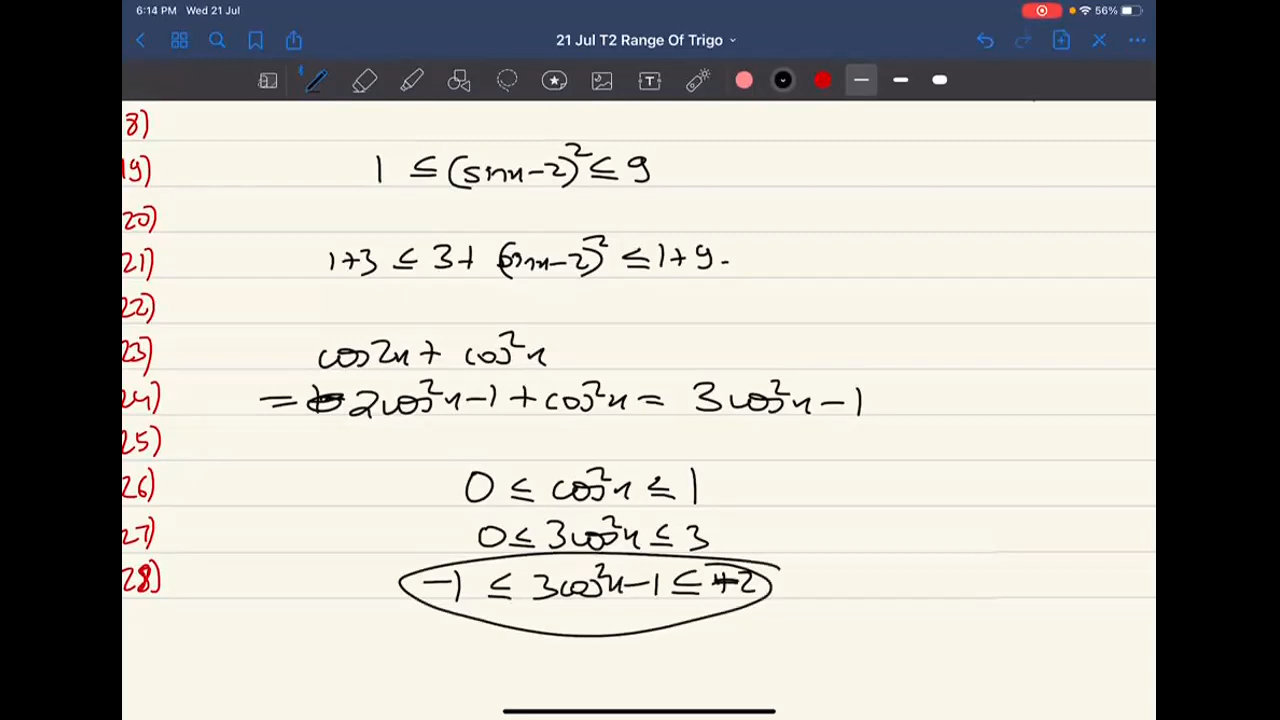 6:14 PM Wed 21 Jul
56%
21 Jul T2 Range Of Trigo
8)
19)
1 ≤ (sinx-2)² ≤ 9
20)
21)
1+3 ≤ 3+ (sinx-2)² ≤ 1+9.
22)
23)
cos2x + cos²x
24)
= 2cos²x-1 + cos²x = 3cos²x-1
25)
26)
0 ≤ cos²x ≤ 1
27)
0 ≤ 3cos²x ≤ 3
28)
-1 ≤ 3cos²x-1 ≤ +2